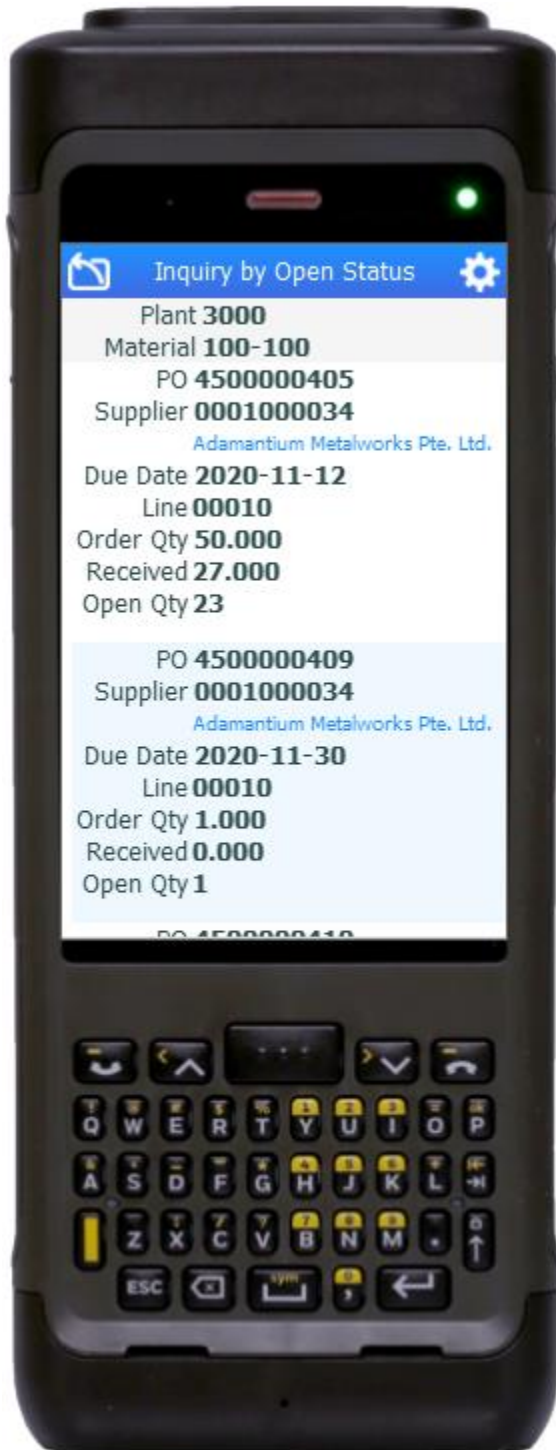 Inquiry by Open Status
Plant 3000
Material 100-100
PO 4500000405
Supplier 0001000034
Adamantium Metalworks Pte. Ltd.
Due Date 2020-11-12
Line 00010
Order Qty 50.000
Received 27.000
Open Qty 23
PO 4500000409
Supplier 0001000034
Adamantium Metalworks Pte. Ltd.
Due Date 2020-11-30
Line 00010
Order Qty 1.000
Received 0.000
Open Qty 1
Q W E R T Y U I O P
A S D F G H J K L
Z X C V B N M .
ESC sym ,